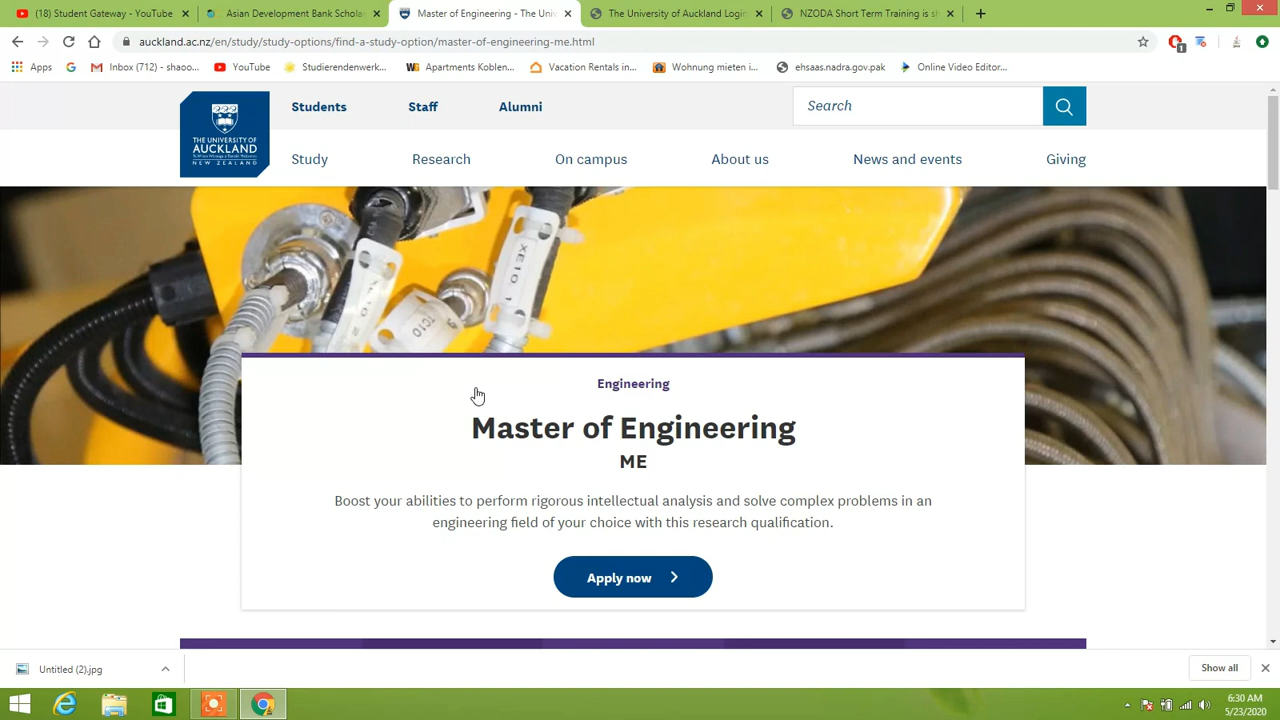 (18) Student Gateway - YouTube
Asian Development Bank Schola
Master of Engineering - The Univ
The University of Auckland Login
NZODA Short Term Training is o
auckland.ac.nz/en/study/study-options/find-a-study-option/master-of-engineering-me.html
1
Apps
Inbox (712) - shaoo...
YouTube
Studierendenwerk...
Apartments Koblen...
Vacation Rentals in...
Wohnung mieten i...
ehsaas.nadra.gov.pak
Online Video Editor...
Students
Staff
Alumni
Search
THE UNIVERSITY OF
AUCKLAND
NEW ZEALAND
Study
Research
On campus
About us
News and events
Giving
XE10 1
TC10
Engineering
Master of Engineering
ME
Boost your abilities to perform rigorous intellectual analysis and solve complex problems in an
engineering field of your choice with this research qualification.
Apply now
Untitled (2).jpg
Show all
6:30 AM
5/23/2020